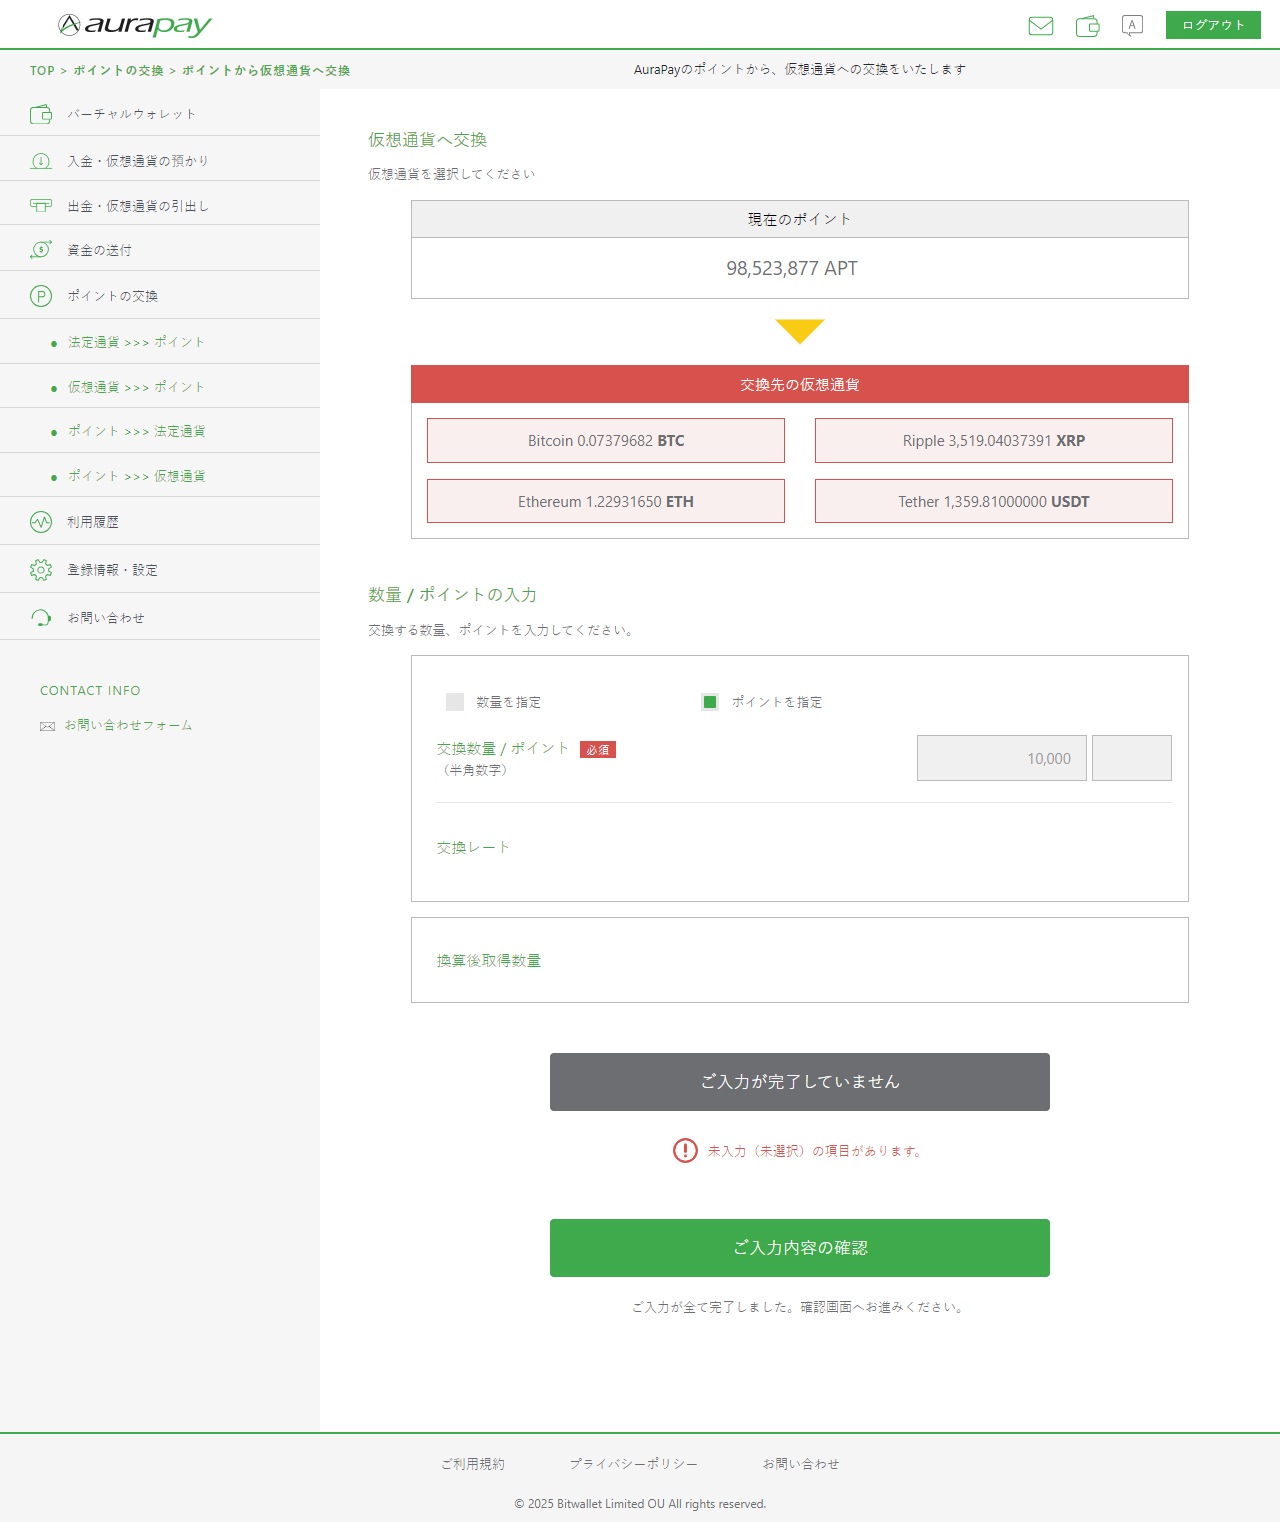 aurapay
A
ログアウト
TOP > ポイントの交換 > ポイントから仮想通貨へ交換
AuraPayのポイントから、仮想通貨への交換をいたします
バーチャルウォレット
入金・仮想通貨の預かり
出金・仮想通貨の引出し
資金の送付
ポイントの交換
法定通貨 >>> ポイント
仮想通貨 >>> ポイント
ポイント >>> 法定通貨
ポイント >>> 仮想通貨
利用履歴
登録情報・設定
お問い合わせ
CONTACT INFO
お問い合わせフォーム
仮想通貨へ交換
仮想通貨を選択してください
現在のポイント
98,523,877 APT
交換先の仮想通貨
Bitcoin 0.07379682 BTC
Ripple 3,519.04037391 XRP
Ethereum 1.22931650 ETH
Tether 1,359.81000000 USDT
数量 / ポイントの入力
交換する数量、ポイントを入力してください。
数量を指定
ポイントを指定
交換数量 / ポイント 必須
（半角数字）
10,000
交換レート
換算後取得数量
ご入力が完了していません
未入力（未選択）の項目があります。
ご入力内容の確認
ご入力が全て完了しました。確認画面へお進みください。
ご利用規約
プライバシーポリシー
お問い合わせ
© 2025 Bitwallet Limited OU All rights reserved.